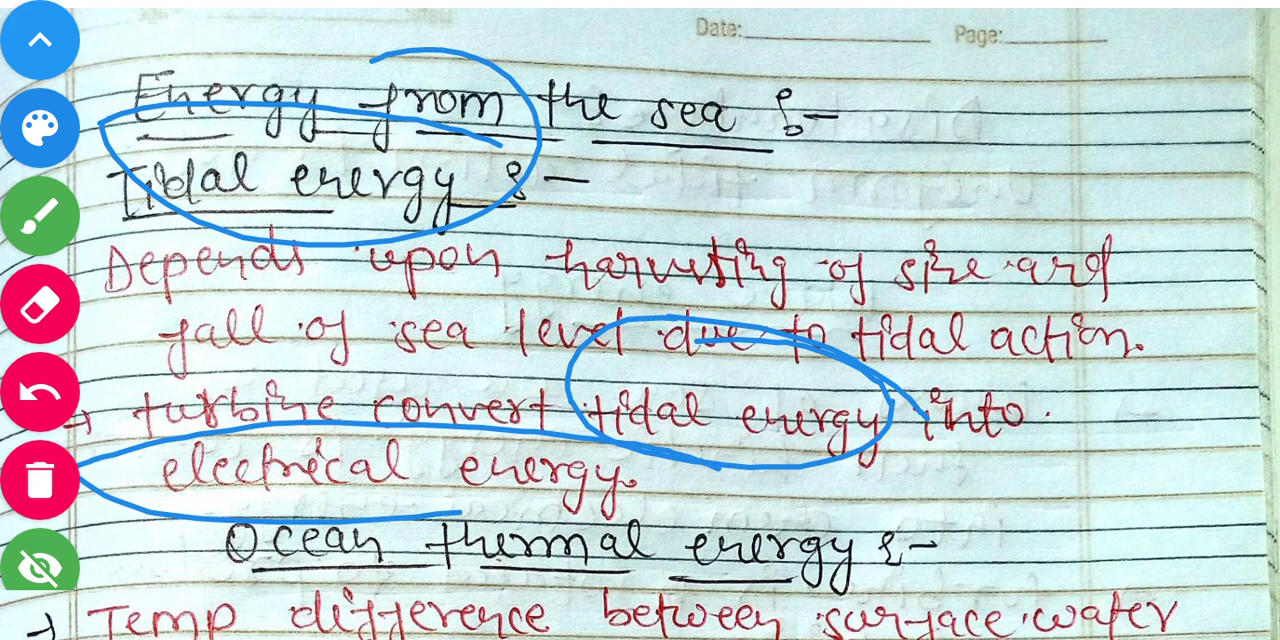 Date: Page:
Energy from the sea :-
Tidal energy :-
Depends upon harvesting of sire and
fall of sea level due to tidal action.
→ turbine convert tidal energy into
electrical energy.
Ocean thermal energy :-
→ Temp difference between surface water